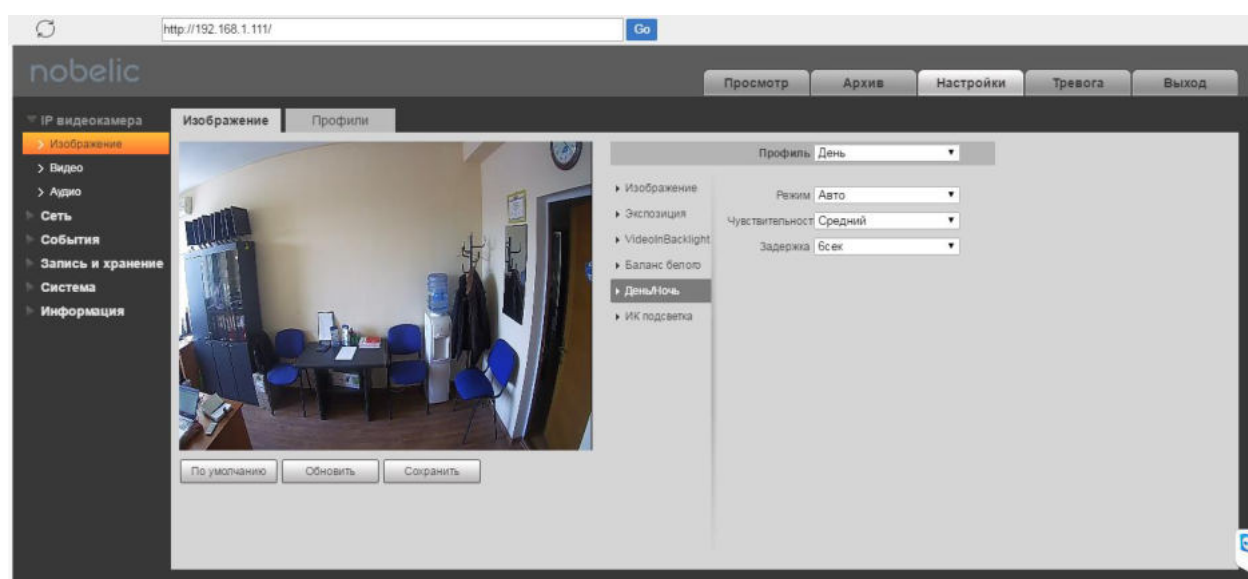 http://192.168.1.111/
Go
nobelic
Просмотр
Архив
Настройки
Тревога
Выход
IP видеокамера
Изображение
Видео
Аудио
Сеть
События
Запись и хранение
Система
Информация
Изображение
Профили
Профиль День
Изображение
Экспозиция
VideoInBacklight
Баланс белого
День/Ночь
ИК подсветка
Режим Авто
Чувствительност Средний
Задержка 6сек
По умолчанию
Обновить
Сохранить